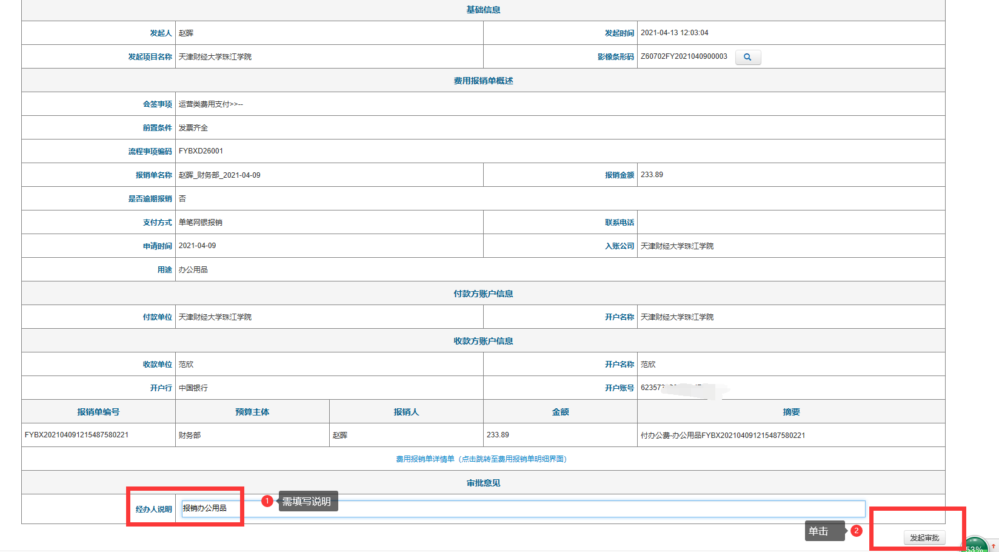 基础信息
发起人 赵晖 发起时间 2021-04-13 12:03:04
发起项目名称 天津财经大学珠江学院 影像条形码 Z60702FY2021040900003
费用报销单概述
会签事项 运营类费用支付>>--
前置条件 发票齐全
流程事项编码 FYBXD26001
报销单名称 赵晖_财务部_2021-04-09 报销金额 233.89
是否逾期报销 否
支付方式 单笔网银报销 联系电话
申请时间 2021-04-09 入账公司 天津财经大学珠江学院
用途 办公用品
付款方账户信息
付款单位 天津财经大学珠江学院 开户名称 天津财经大学珠江学院
收款方账户信息
收款单位 范欣 开户名称 范欣
开户行 中国银行 开户账号 623573
报销单编号 预算主体 报销人 金额 摘要
FYBX202104091215487580221 财务部 赵晖 233.89 付办公费-办公用品FYBX202104091215487580221
费用报销单详情单（点击跳转至费用报销单明细界面）
审批意见
经办人说明 报销办公用品 1 需填写说明
单击 2
发起审批
53%